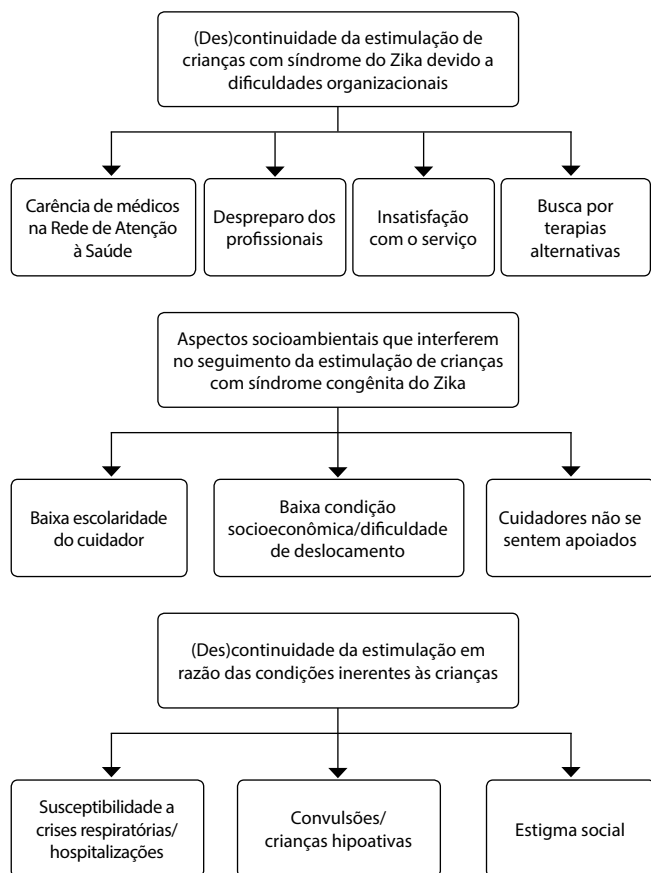 (Des)continuidade da estimulação de
crianças com síndrome do Zika devido a
dificuldades organizacionais
Carência de médicos
na Rede de Atenção
à Saúde
Despreparo dos
profissionais
Insatisfação
com o serviço
Busca por
terapias
alternativas
Aspectos socioambientais que interferem
no seguimento da estimulação de crianças
com síndrome congênita do Zika
Baixa escolaridade
do cuidador
Baixa condição
socioeconômica/dificuldade
de deslocamento
Cuidadores não se
sentem apoiados
(Des)continuidade da estimulação em
razão das condições inerentes às crianças
Susceptibilidade a
crises respiratórias/
hospitalizações
Convulsões/
crianças hipoativas
Estigma social